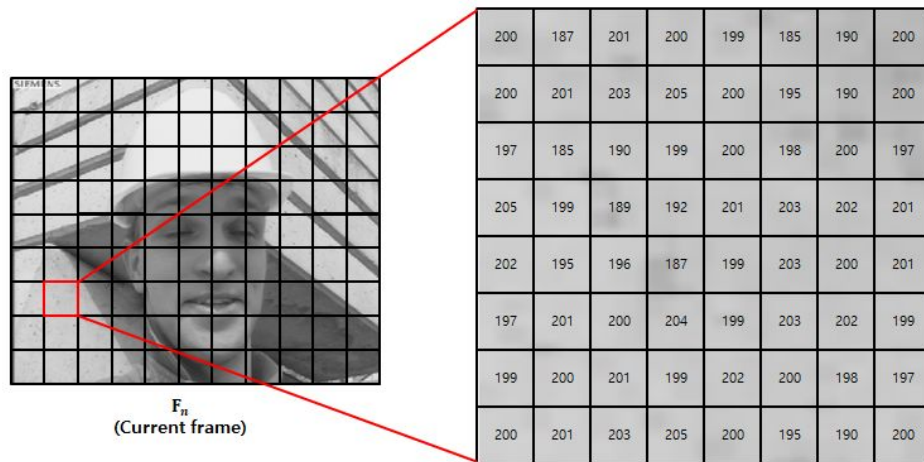 SIEMENS
200 187 201 200 199 185 190 200
200 201 203 205 200 195 190 200
197 185 190 199 200 198 200 197
205 199 189 192 201 203 202 201
202 195 196 187 199 203 200 201
197 201 200 204 199 203 202 199
199 200 201 199 202 200 198 197
200 201 203 205 200 195 190 200
Fn
(Current frame)